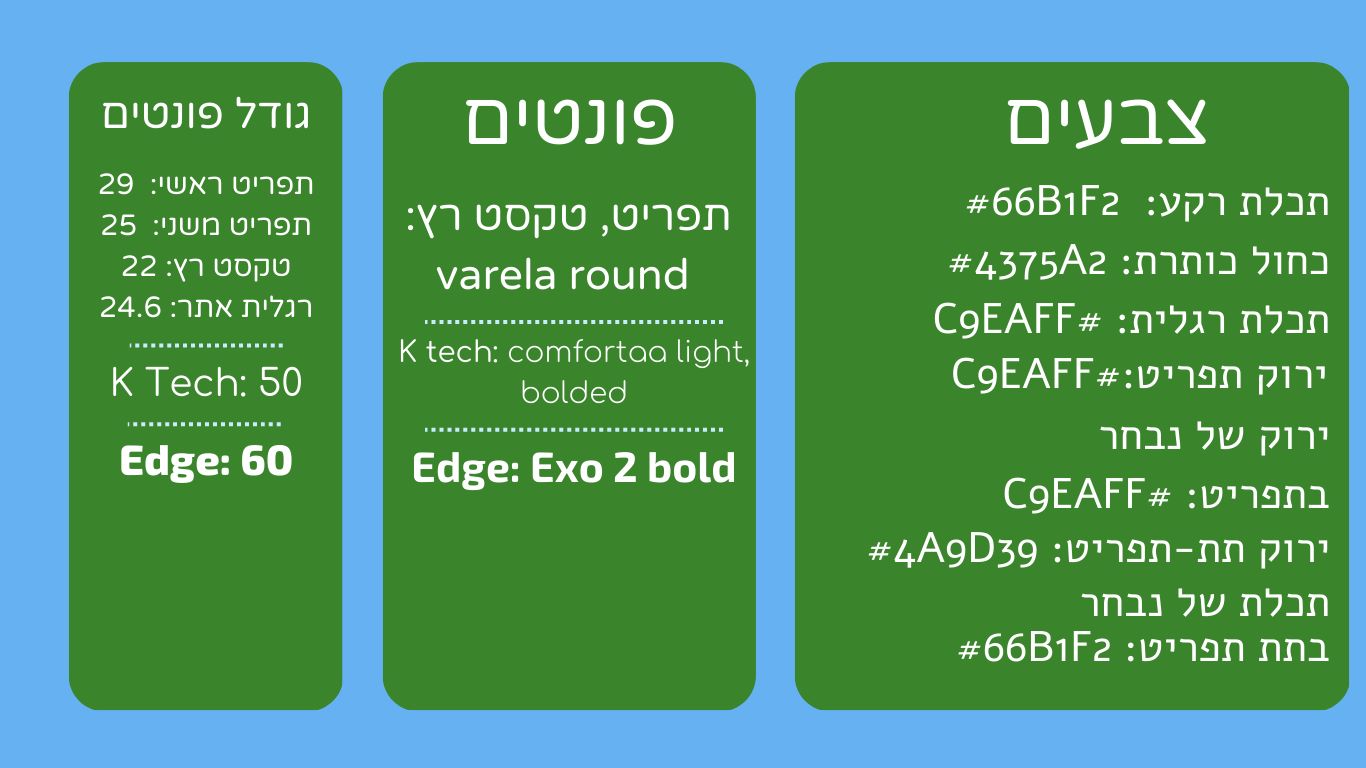 צבעים
תכלת רקע:  #66B1F2
כחול כותרת: #4375A2
תכלת רגלית: #C9EAFF
ירוק תפריט:#C9EAFF
ירוק של נבחר
בתפריט: #C9EAFF
ירוק תת-תפריט: #4A9D39
תכלת של נבחר
בתת תפריט: #66B1F2
פונטים
תפריט, טקסט רץ:
varela round
K tech: comfortaa light,
bolded
Edge: Exo 2 bold
גודל פונטים
תפריט ראשי:  29
תפריט משני:  25
טקסט רץ: 22
רגלית אתר: 24.6
K Tech: 50
Edge: 60